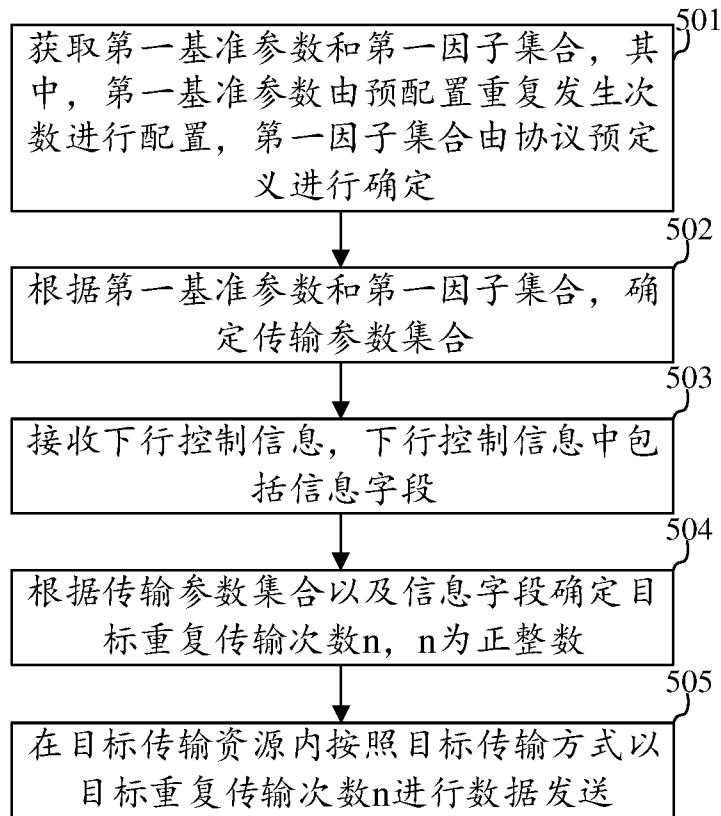 501
获取第一基准参数和第一因子集合，其
中，第一基准参数由预配置重复发生次
数进行配置，第一因子集合由协议预定
义进行确定
502
根据第一基准参数和第一因子集合，确
定传输参数集合
503
接收下行控制信息，下行控制信息中包
括信息字段
504
根据传输参数集合以及信息字段确定目
标重复传输次数n，n为正整数
505
在目标传输资源内按照目标传输方式以
目标重复传输次数n进行数据发送